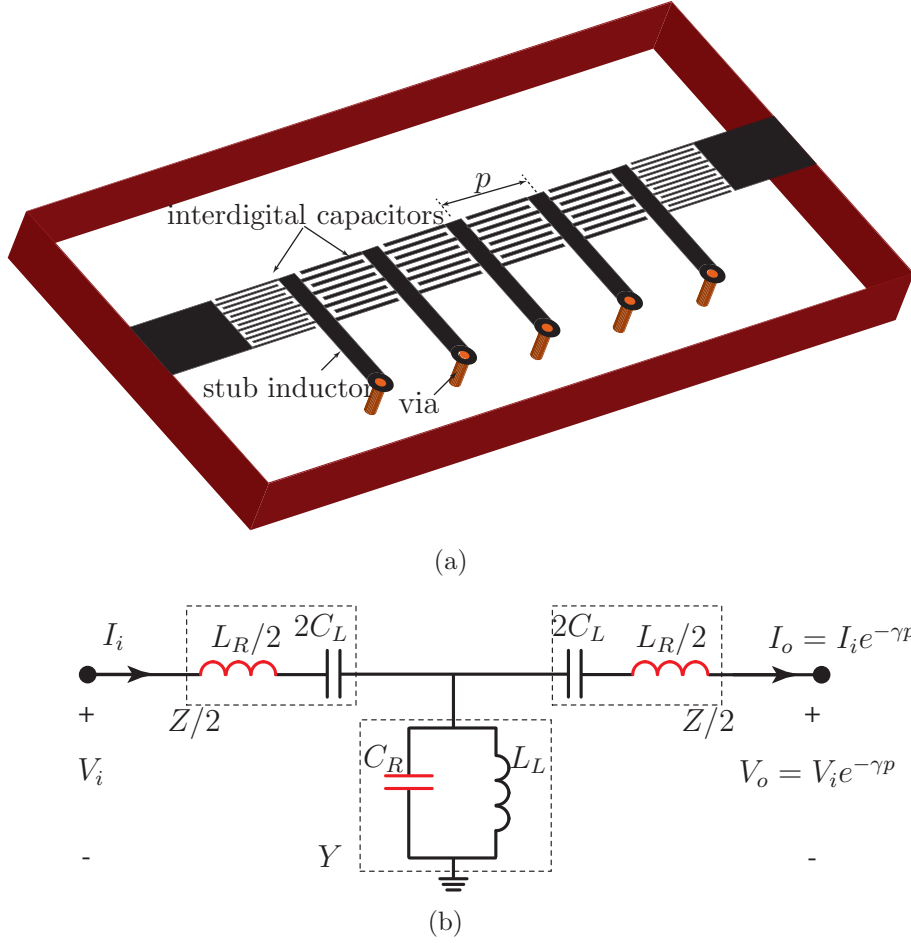 p
interdigital capacitors
stub inductor
via
(a)
I_i
L_R/2
2C_L
2C_L
L_R/2
I_o = I_i e^{-γp}
+
Z/2
Z/2
+
V_i
C_R
L_L
V_o = V_i e^{-γp}
-
Y
-
(b)